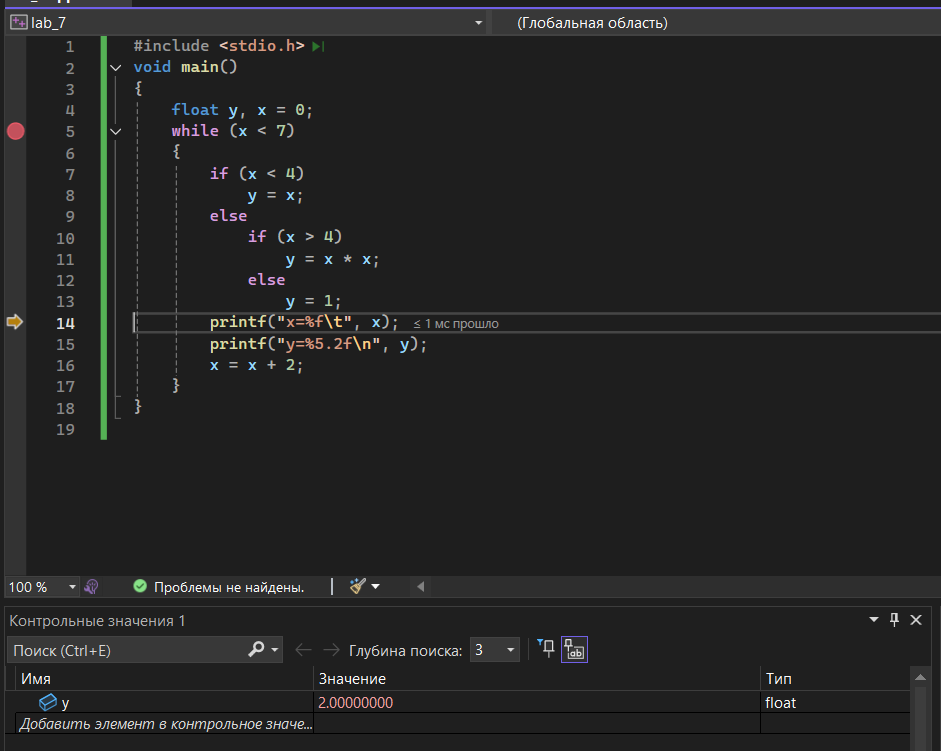 lab_7 (Глобальная область)
1 #include <stdio.h>
2 void main()
3 {
4 float y, x = 0;
5 while (x < 7)
6 {
7 if (x < 4)
8 y = x;
9 else
10 if (x > 4)
11 y = x * x;
12 else
13 y = 1;
14 printf("x=%f\t", x); ≤ 1 мс прошло
15 printf("y=%5.2f\n", y);
16 x = x + 2;
17 }
18 }
19
100 % Проблемы не найдены.
Контрольные значения 1
Поиск (Ctrl+E) Глубина поиска: 3
Имя Значение Тип
y 2.00000000 float
Добавить элемент в контрольное значе...